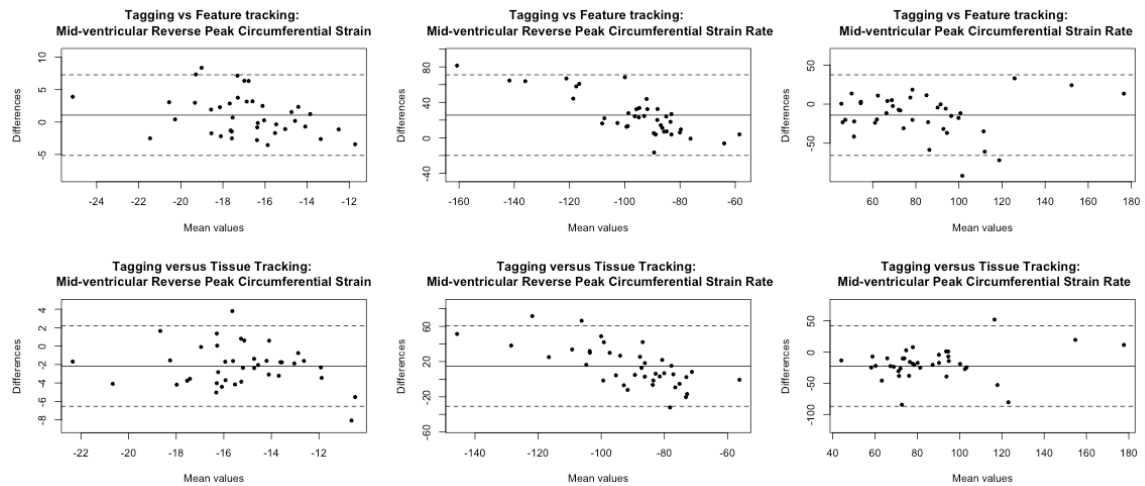 Tagging vs Feature tracking:
Mid-ventricular Reverse Peak Circumferential Strain
Differences
10
5
0
-5
-24
-22
-20
-18
-16
-14
-12
Mean values
Tagging vs Feature tracking:
Mid-ventricular Reverse Peak Circumferential Strain Rate
Differences
80
40
0
-40
-160
-140
-120
-100
-80
-60
Mean values
Tagging vs Feature tracking:
Mid-ventricular Peak Circumferential Strain Rate
Differences
50
0
-50
60
80
100
120
140
160
180
Mean values
Tagging versus Tissue Tracking:
Mid-ventricular Reverse Peak Circumferential Strain
Differences
4
2
0
-2
-4
-6
-8
-22
-20
-18
-16
-14
-12
Mean values
Tagging versus Tissue Tracking:
Mid-ventricular Reverse Peak Circumferential Strain Rate
Differences
60
20
-20
-60
-140
-120
-100
-80
-60
Mean values
Tagging versus Tissue Tracking:
Mid-ventricular Peak Circumferential Strain Rate
Differences
50
0
-50
-100
40
60
80
100
120
140
160
180
Mean values